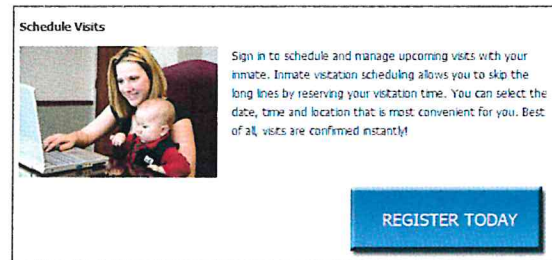 Schedule Visits
Sign in to schedule and manage upcoming visits with your
inmate. Inmate visitation scheduling allows you to skip the
long lines by reserving your visitation time. You can select the
date, time and location that is most convenient for you. Best
of all, visits are confirmed instantly!
REGISTER TODAY